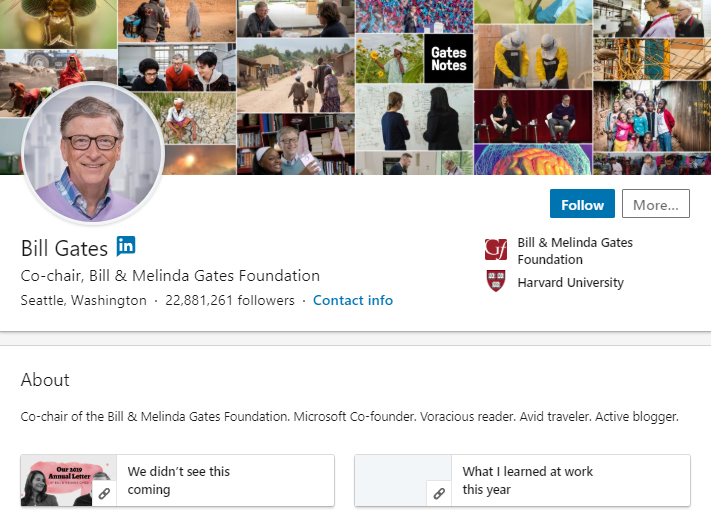 Gates
Notes
Follow
More...
Bill Gates in
Co-chair, Bill & Melinda Gates Foundation
Seattle, Washington · 22,881,261 followers · Contact info
Gf
Bill & Melinda Gates
Foundation
Harvard University
About
Co-chair of the Bill & Melinda Gates Foundation. Microsoft Co-founder. Voracious reader. Avid traveler. Active blogger.
Our 2019
Annual Letter
We didn't see this
coming
What I learned at work
this year